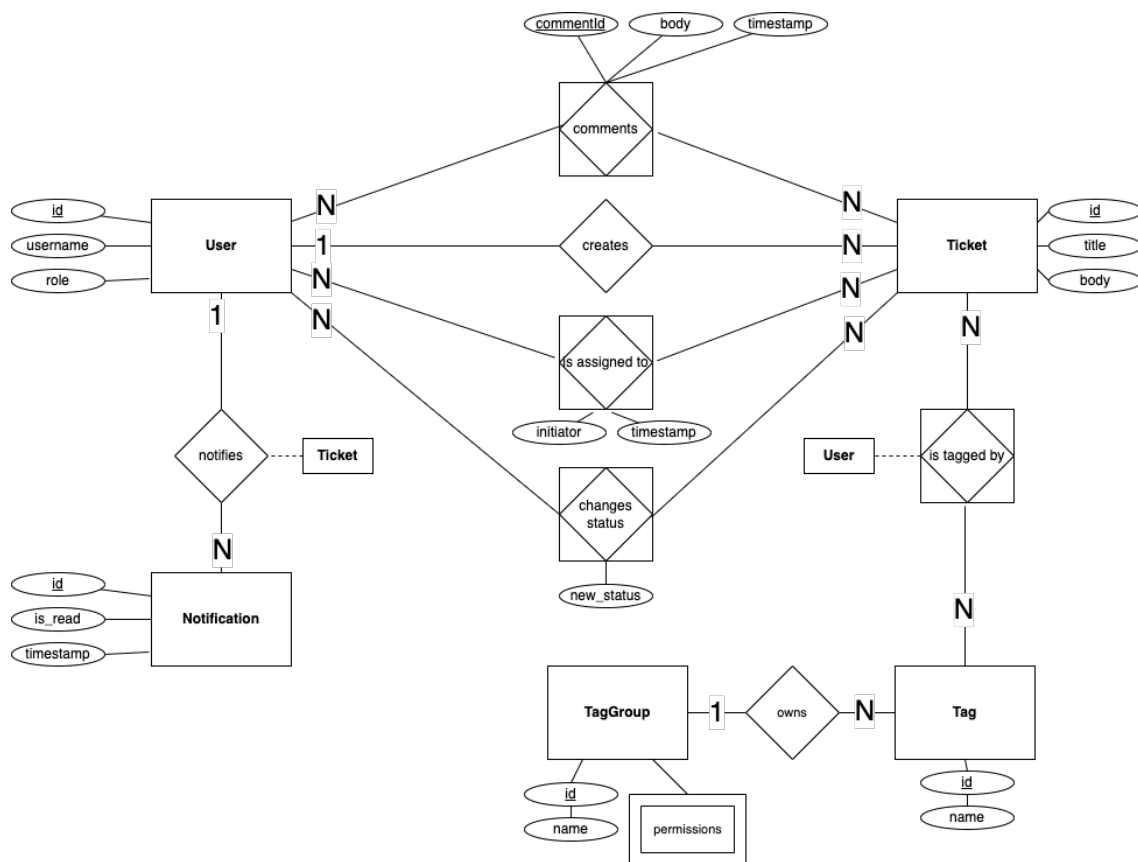 commentId
body
timestamp
comments
N
N
id
username
role
User
1
creates
N
Ticket
id
title
body
N
N
1
N
N
N
is assigned to
initiator
timestamp
notifies
Ticket
User
is tagged by
changes
status
new_status
N
id
is_read
timestamp
Notification
N
TagGroup
1
owns
N
Tag
id
name
permissions
id
name